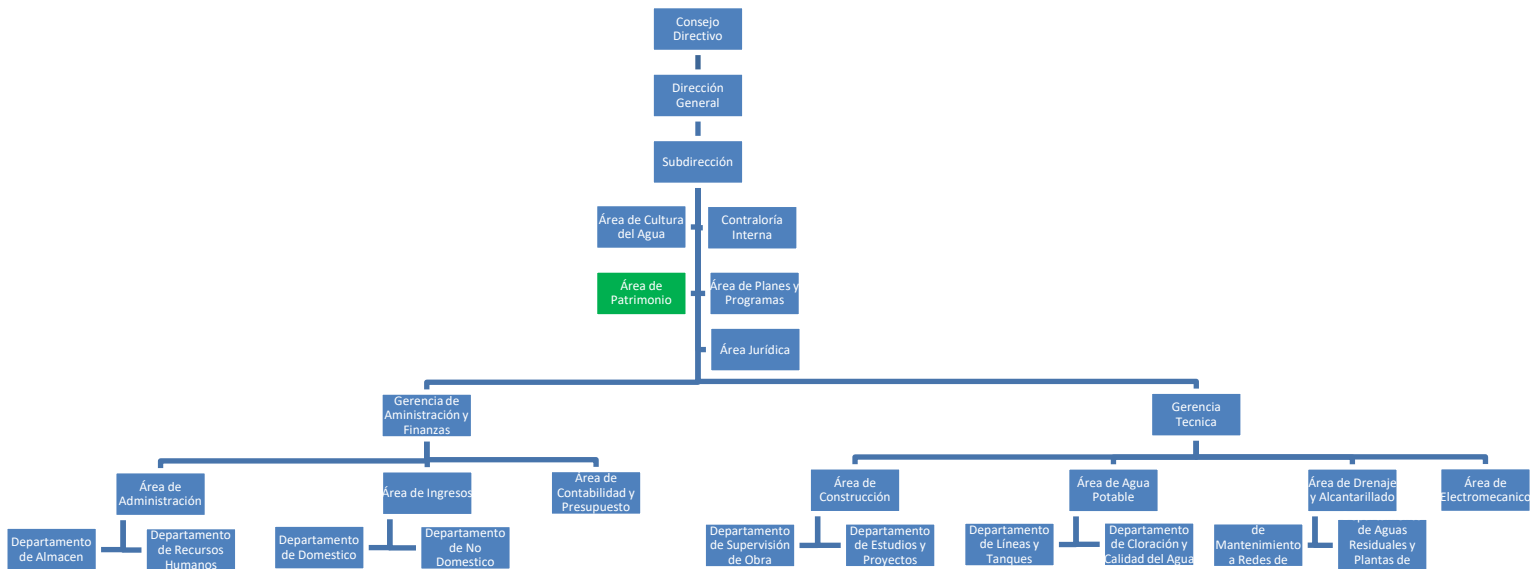 Consejo
Directivo
Dirección
General
Subdirección
Área de Cultura
del Agua
Contraloría
Interna
Área de
Patrimonio
Área de Planes y
Programas
Área Jurídica
Gerencia de
Aministración y
Finanzas
Gerencia
Tecnica
Área de
Administración
Área de Ingresos
Área de
Contabilidad y
Presupuesto
Área de
Construcción
Área de Agua
Potable
Área de Drenaje
y Alcantarillado
Área de
Electromecanico
Departamento
de Almacen
Departamento
de Recursos
Humanos
Departamento
de Domestico
Departamento
de No
Domestico
Departamento
de Supervisión
de Obra
Departamento
de Estudios y
Proyectos
Departamento
de Líneas y
Tanques
Departamento
de Cloración y
Calidad del Agua
de
Mantenimiento
a Redes de
de Aguas
Residuales y
Plantas de